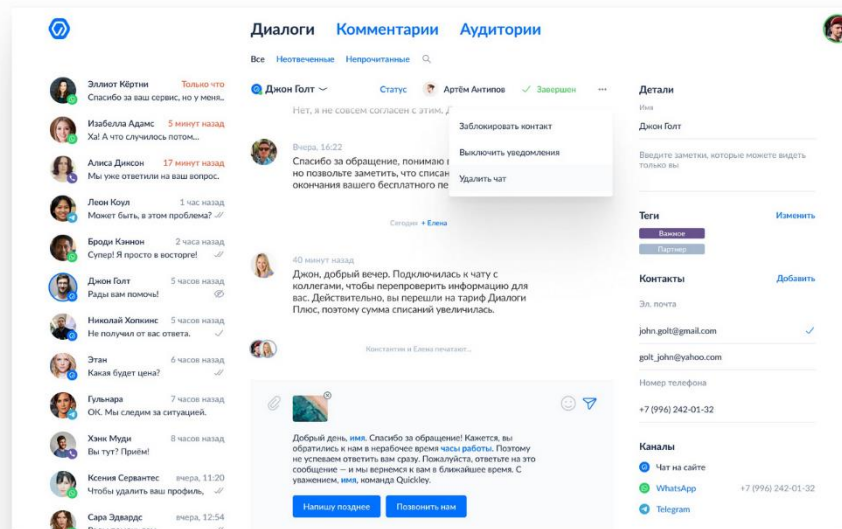 Диалоги Комментарии Аудитории
Все Неотвеченные Непрочитанные
Эллиот Кёртни Только что
Спасибо за ваш сервис, но у меня..
Изабелла Адамс 5 минут назад
Ха! А что случилось потом...
Алиса Диксон 17 минут назад
Мы уже ответили на ваш вопрос.
Леон Коул 1 час назад
Может быть, в этом проблема?
Броди Кэннон 2 часа назад
Супер! Я просто в восторге!
Джон Голт 5 часов назад
Рады вам помочь!
Николай Хопкинс 5 часов назад
Не получил от вас ответа.
Этан 6 часов назад
Какая будет цена?
Гульнара 7 часов назад
ОК. Мы следим за ситуацией.
Хэнк Муди 8 часов назад
Вы тут? Приём!
Ксения Сервантес вчера, 11:20
Чтобы удалить ваш профиль,
Сара Эдвардс вчера, 12:54
Джон Голт Статус Артём Антипов Завершен ...
Нет, я не совсем согласен с этим, Д
Заблокировать контакт
Выключить уведомления
Удалить чат
Вчера, 16:22
Спасибо за обращение, понимаю
но позвольте заметить, что списан
окончания вашего бесплатного пе
Сегодня + Елена
40 минут назад
Джон, добрый вечер. Подключилась к чату с
коллегами, чтобы перепроверить информацию для
вас. Действительно, вы перешли на тариф Диалоги
Плюс, поэтому сумма списаний увеличилась.
Константин и Елена печатают...
Добрый день, имя. Спасибо за обращение! Кажется, вы
обратились к нам в нерабочее время часы работы. Поэтому
не успеваем ответить вам сразу. Пожалуйста, ответьте на это
сообщение — и мы вернемся к вам в ближайшее время. С
уважением, имя, команда Quickley.
Напишу позднее Позвонить нам
Детали
Имя
Джон Голт
Введите заметки, которые можете видеть
только вы
Теги Изменить
Важное
Партнер
Контакты Добавить
Эл. почта
john.golt@gmail.com
golt_john@yahoo.com
Номер телефона
+7 (996) 242-01-32
Каналы
Чат на сайте
WhatsApp +7 (996) 242-01-32
Telegram